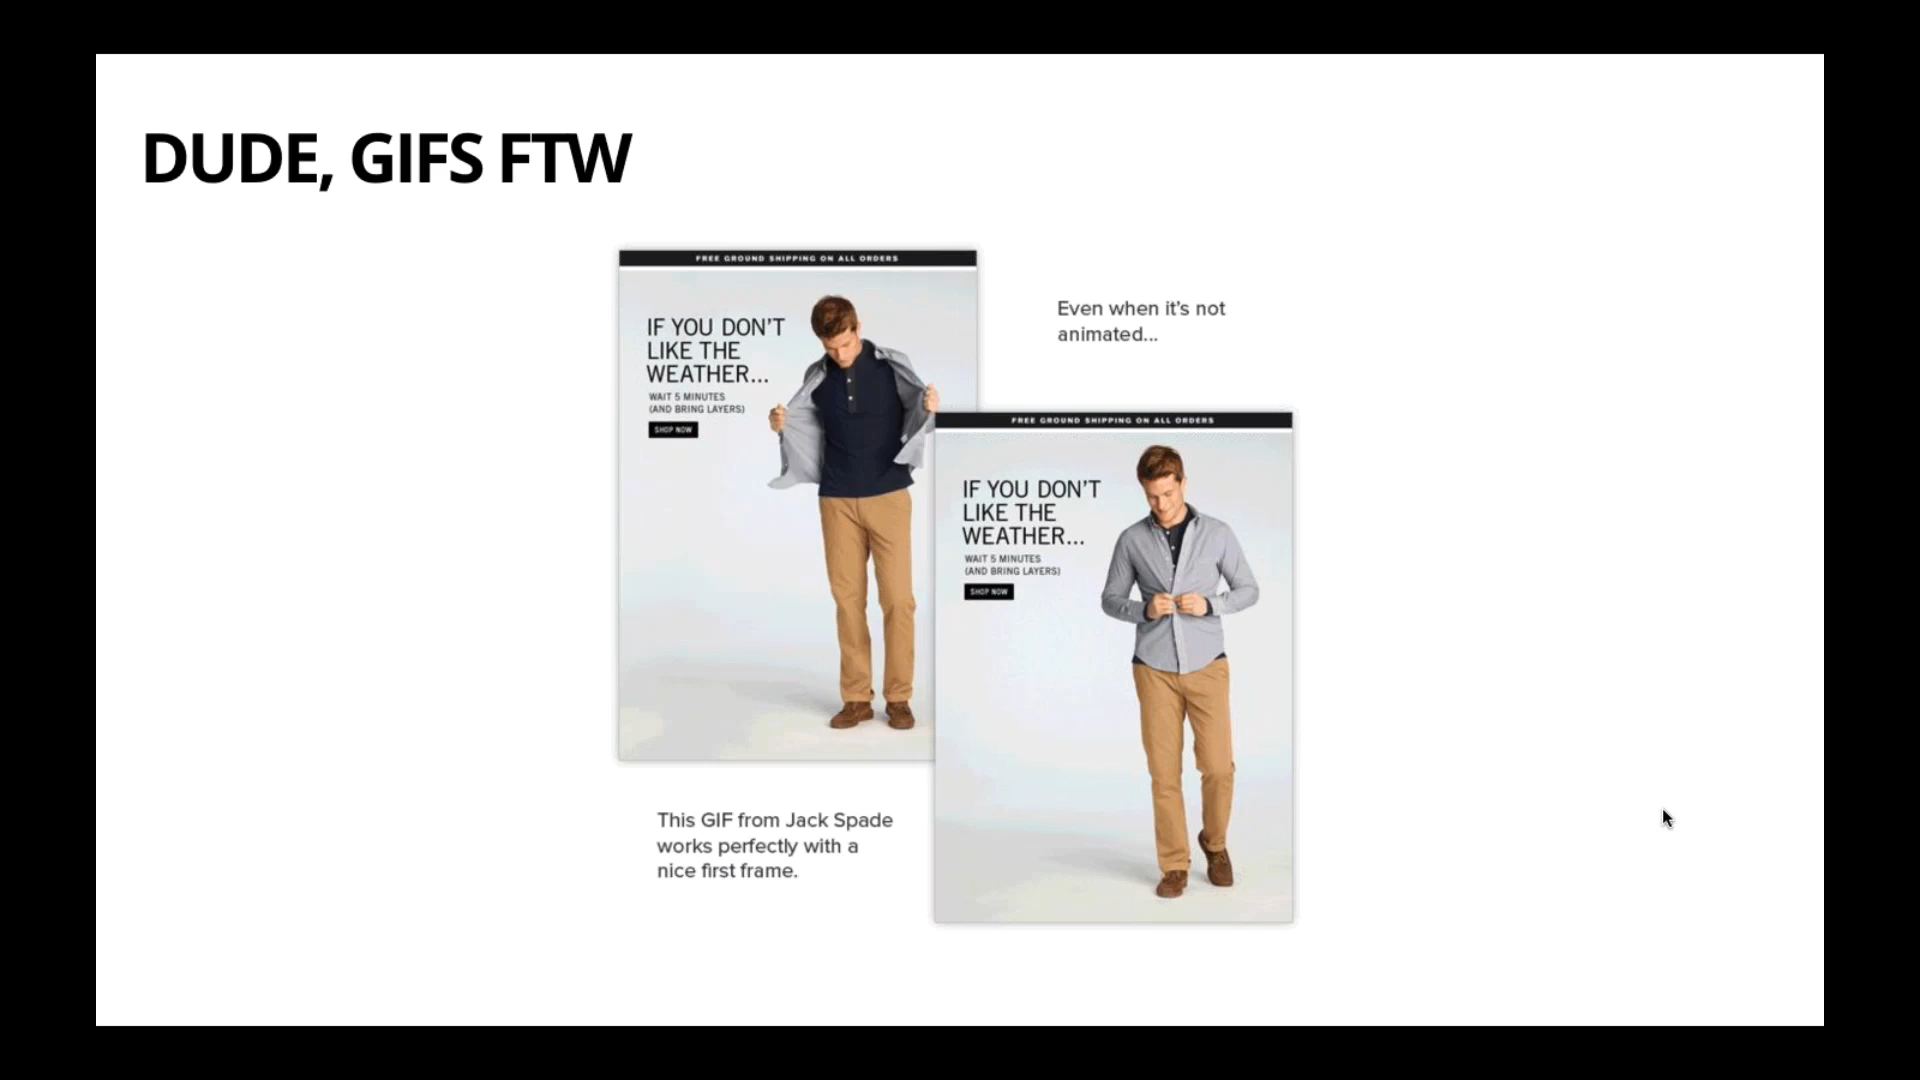 DUDE, GIFS FTW
FREE GROUND SHIPPING ON ALL ORDERS
IF YOU DON'T
LIKE THE
WEATHER...
WAIT 5 MINUTES
(AND BRING LAYERS)
SHOP NOW
Even when it's not
animated...
FREE GROUND SHIPPING ON ALL ORDERS
IF YOU DON'T
LIKE THE
WEATHER...
WAIT 5 MINUTES
(AND BRING LAYERS)
SHOP NOW
This GIF from Jack Spade
works perfectly with a
nice first frame.